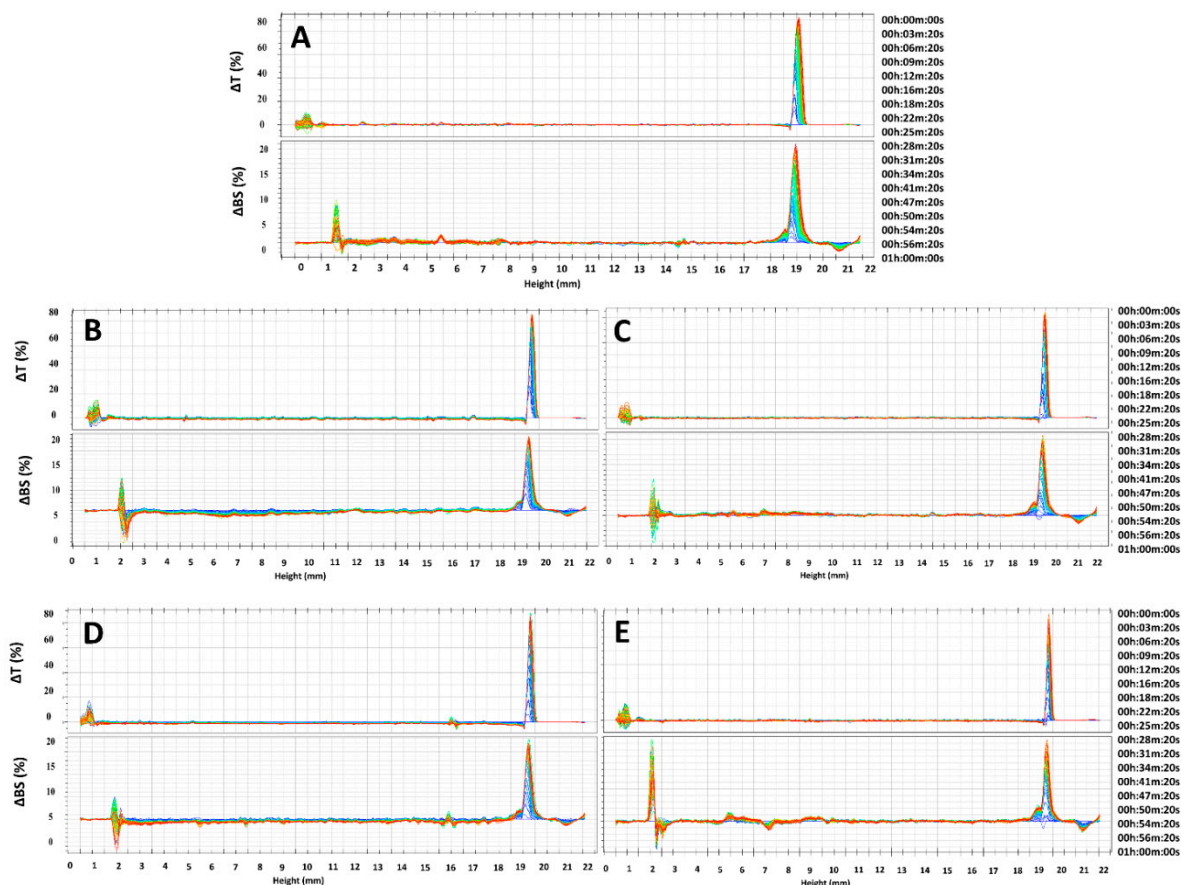 A
ΔT (%)
80
60
40
20
0
ΔBS (%)
20
15
10
5
0
0 1 2 3 4 5 6 7 8 9 10 11 12 13 14 15 16 17 18 19 20 21 22
Height (mm)
00h:00m:00s
00h:03m:20s
00h:06m:20s
00h:09m:20s
00h:12m:20s
00h:16m:20s
00h:18m:20s
00h:22m:20s
00h:25m:20s
00h:28m:20s
00h:31m:20s
00h:34m:20s
00h:41m:20s
00h:47m:20s
00h:50m:20s
00h:54m:20s
00h:56m:20s
01h:00m:00s
B
ΔT (%)
80
60
40
20
0
ΔBS (%)
20
15
10
5
0
0 1 2 3 4 5 6 7 8 9 10 11 12 13 14 15 16 17 18 19 20 21 22
Height (mm)
C
0 1 2 3 4 5 6 7 8 9 10 11 12 13 14 15 16 17 18 19 20 21 22
Height (mm)
00h:00m:00s
00h:03m:20s
00h:06m:20s
00h:09m:20s
00h:12m:20s
00h:16m:20s
00h:18m:20s
00h:22m:20s
00h:25m:20s
00h:28m:20s
00h:31m:20s
00h:34m:20s
00h:41m:20s
00h:47m:20s
00h:50m:20s
00h:54m:20s
00h:56m:20s
01h:00m:00s
D
ΔT (%)
80
60
40
20
0
ΔBS (%)
20
15
10
5
0
0 1 2 3 4 5 6 7 8 9 10 11 12 13 14 15 16 17 18 19 20 21 22
Height (mm)
E
0 1 2 3 4 5 6 7 8 9 10 11 12 13 14 15 16 17 18 19 20 21 22
Height (mm)
00h:00m:00s
00h:03m:20s
00h:06m:20s
00h:09m:20s
00h:12m:20s
00h:16m:20s
00h:18m:20s
00h:22m:20s
00h:25m:20s
00h:28m:20s
00h:31m:20s
00h:34m:20s
00h:41m:20s
00h:47m:20s
00h:50m:20s
00h:54m:20s
00h:56m:20s
01h:00m:00s